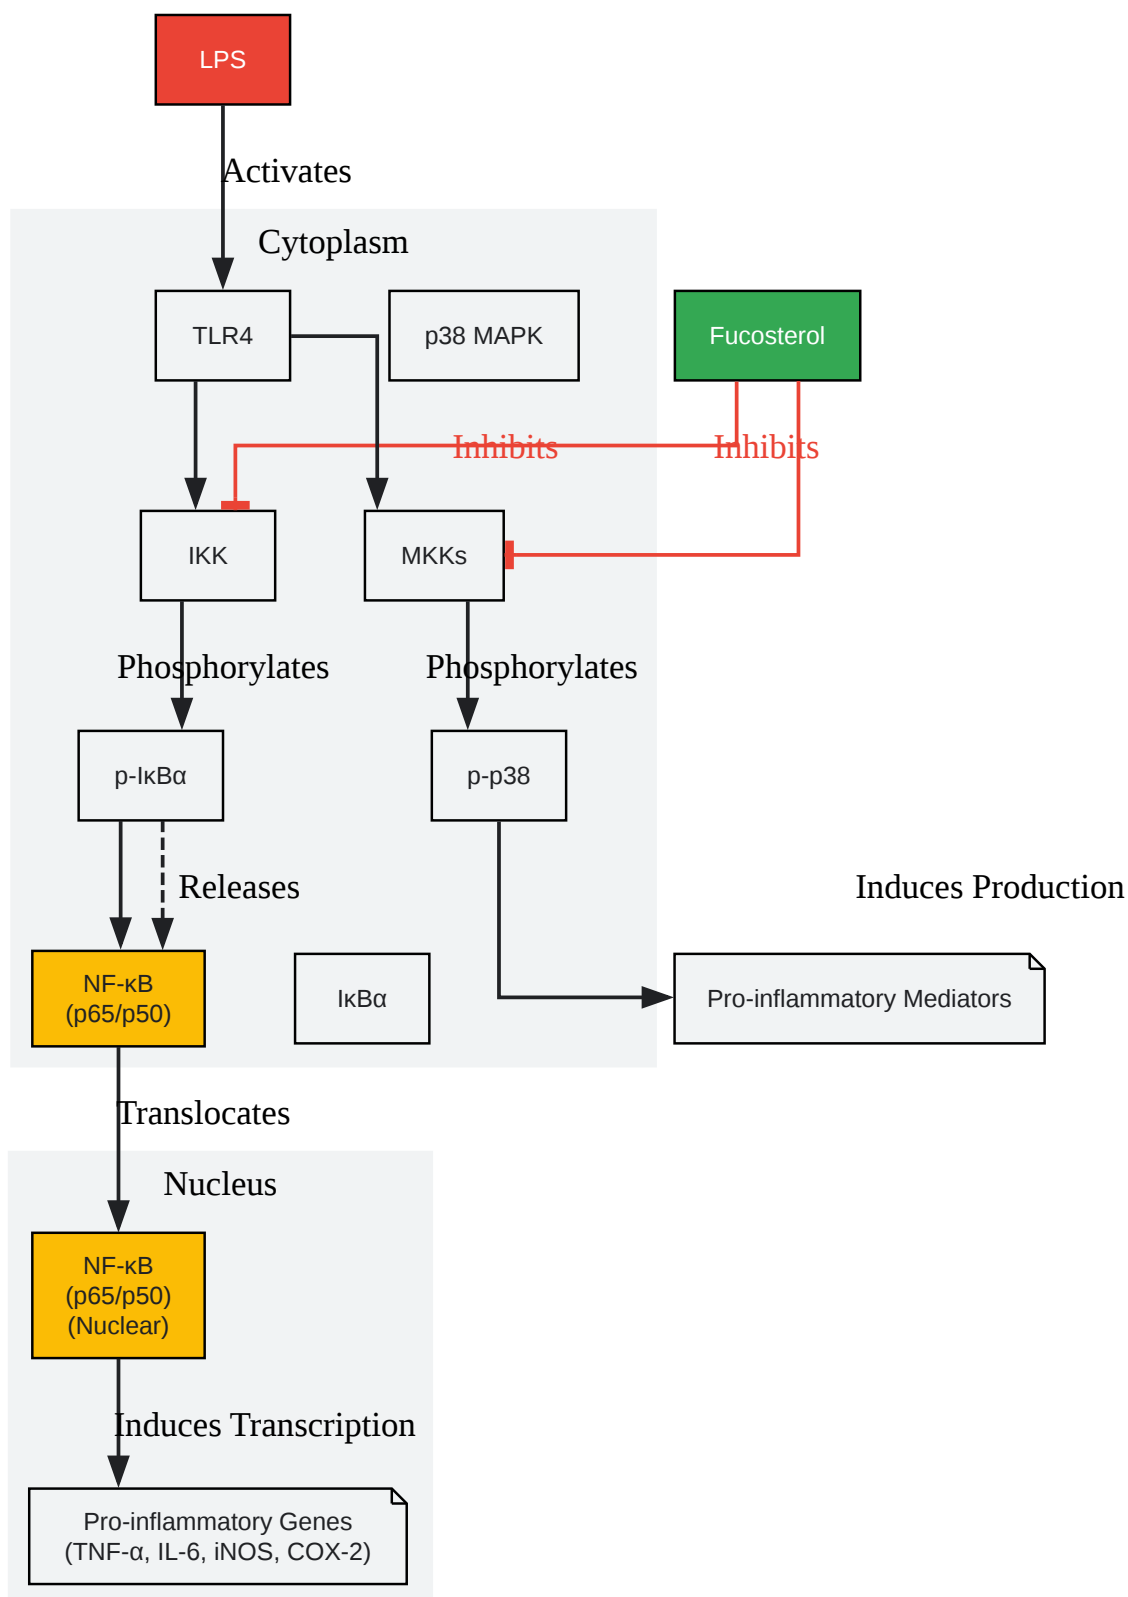 LPS
Activates
Cytoplasm
TLR4
p38 MAPK
Fucosterol
Inhibits
Inhibits
IKK
MKKs
Phosphorylates
Phosphorylates
p-IκBα
p-p38
Releases
Induces Production
NF-κB
(p65/p50)
IκBα
Pro-inflammatory Mediators
Translocates
Nucleus
NF-κB
(p65/p50)
(Nuclear)
Induces Transcription
Pro-inflammatory Genes
(TNF-α, IL-6, iNOS, COX-2)